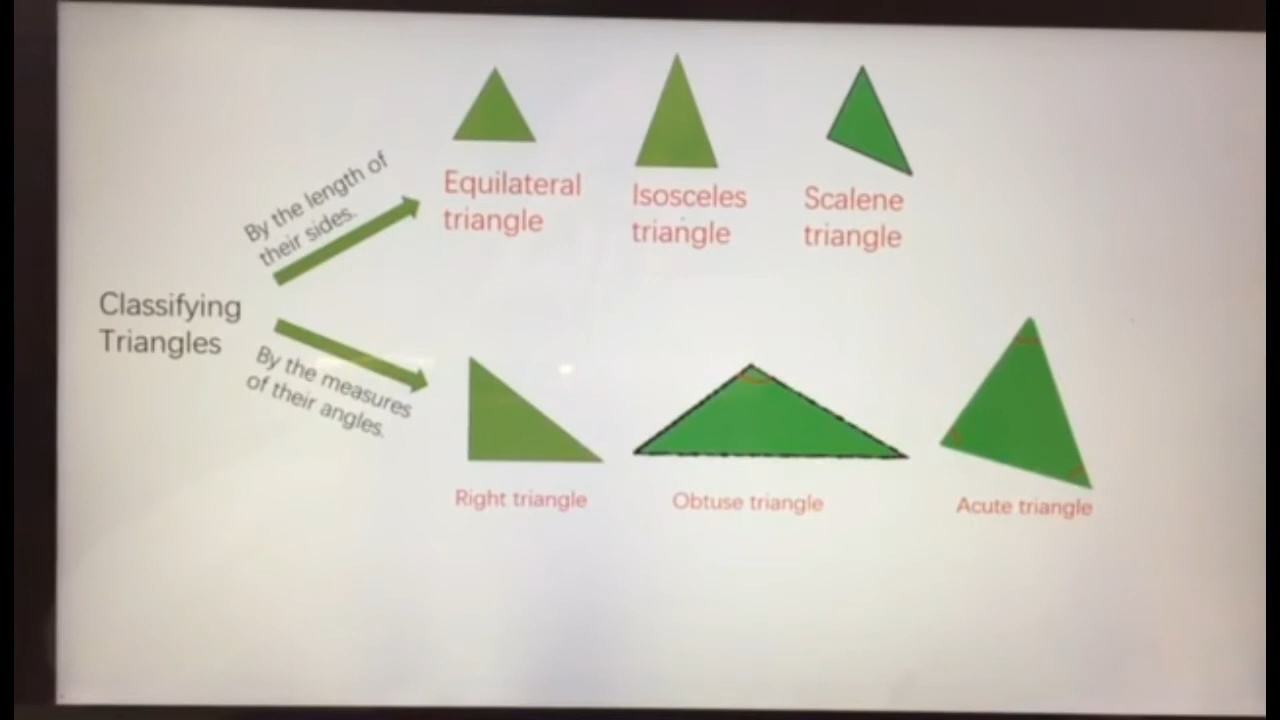 By the length of
their sides.
Equilateral
triangle
Isosceles
triangle
Scalene
triangle
Classifying
Triangles
By the measures
of their angles.
Right triangle
Obtuse triangle
Acute triangle